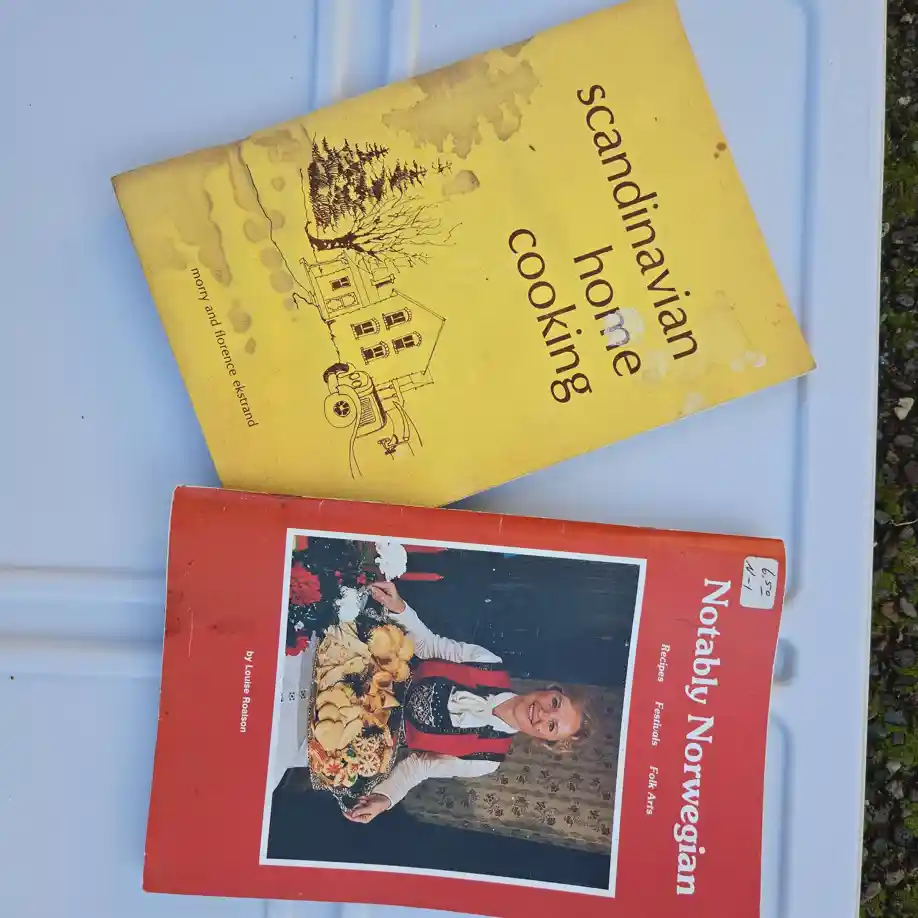 scandinavian
home
cooking
morry and florence ekstrand
6.50
N-1
Notably Norwegian
Recipes Festivals Folk Arts
by Louise Roalson